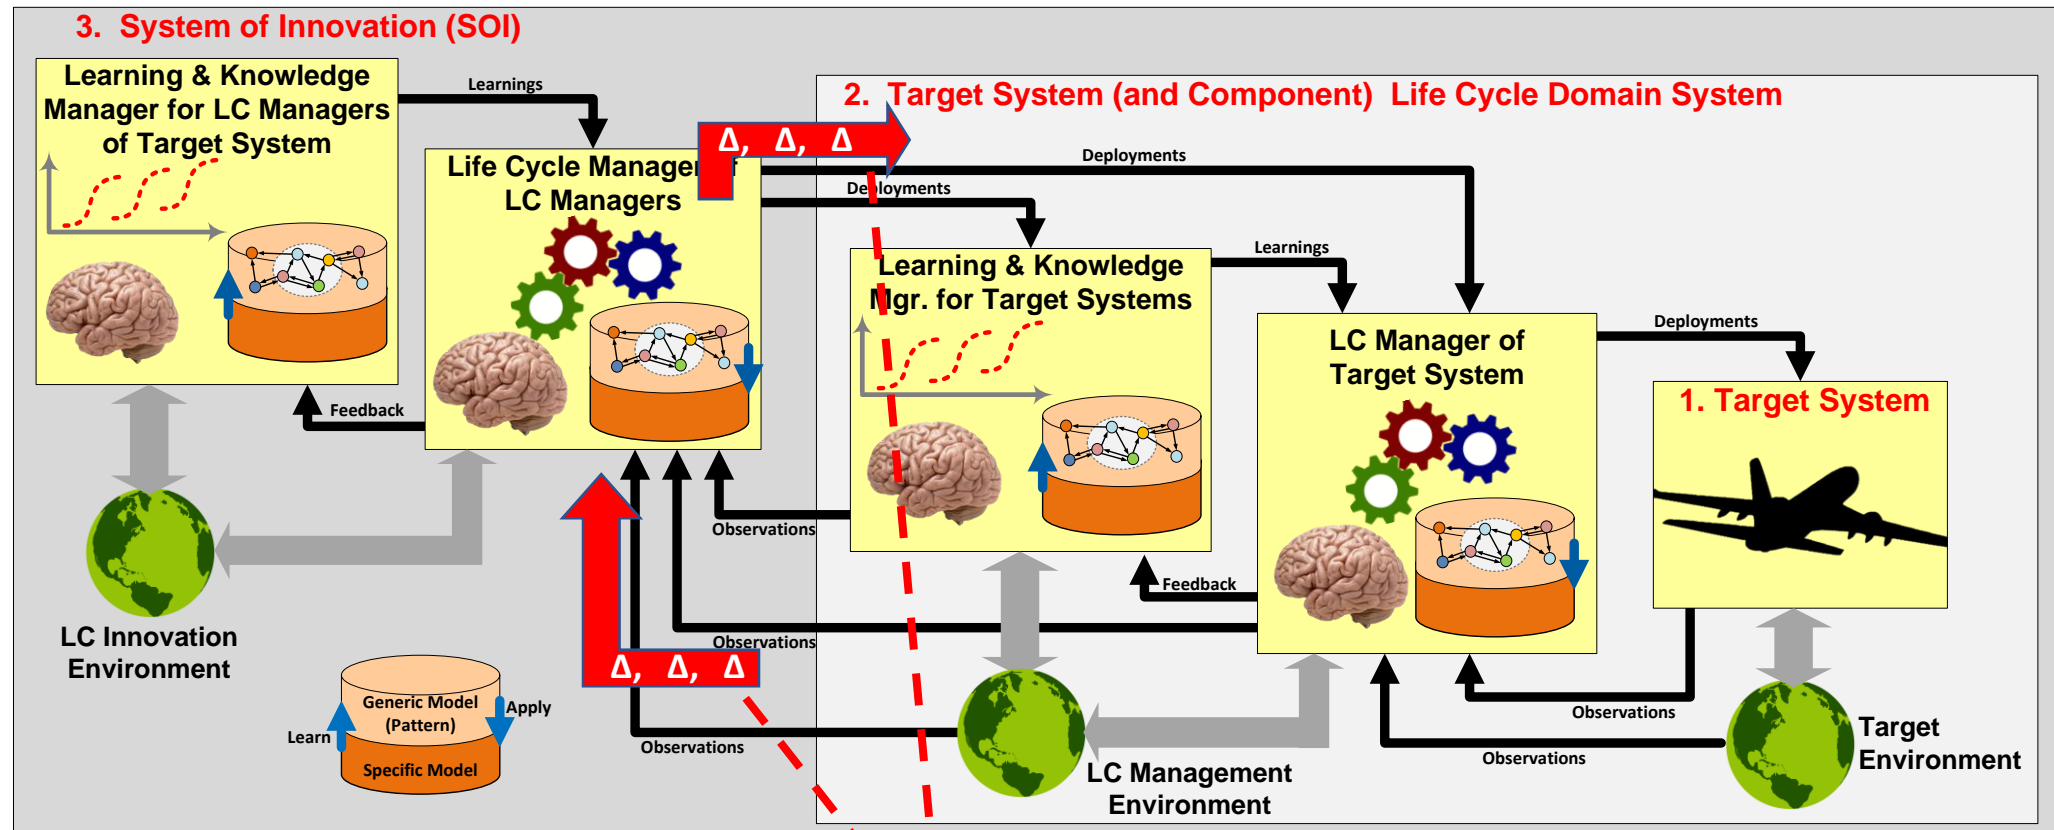 3. System of Innovation (SOI)
Learning & Knowledge
Manager for LC Managers
of Target System
Learnings
2. Target System (and Component) Life Cycle Domain System
Δ, Δ, Δ
Life Cycle Manager of
LC Managers
Deployments
Deployments
Learning & Knowledge
Mgr. for Target Systems
Learnings
LC Manager of
Target System
Deployments
1. Target System
Feedback
Observations
Feedback
Observations
Δ, Δ, Δ
Observations
Observations
Observations
LC Innovation
Environment
Generic Model
(Pattern)
Apply
Learn
Specific Model
LC Management
Environment
Target
Environment